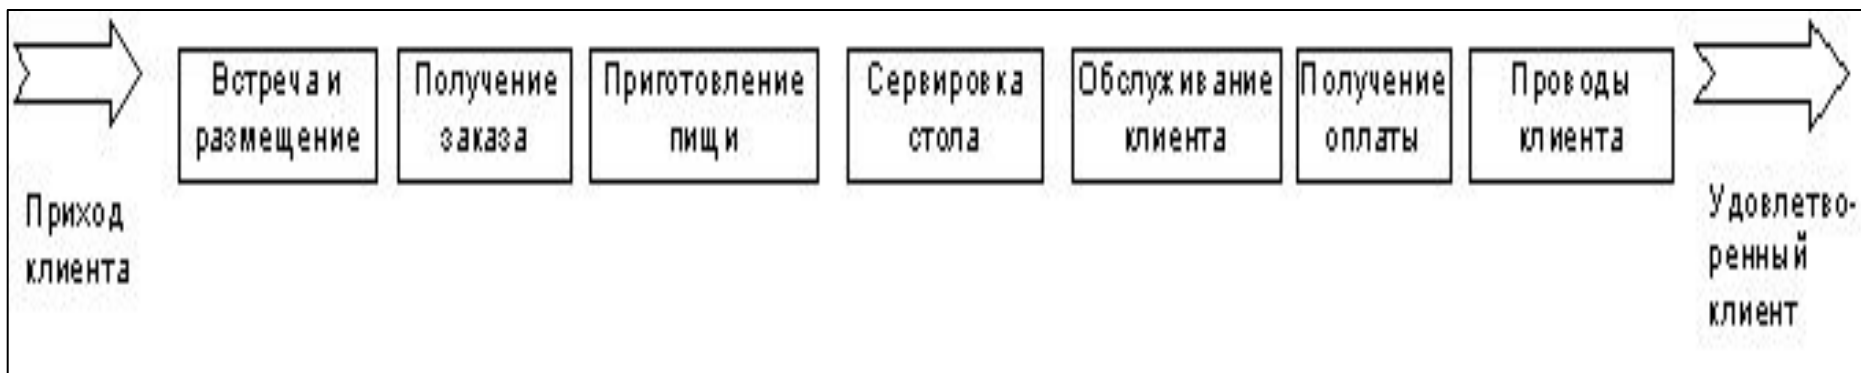 Встреча и
размещение
Получение
заказа
Приготовление
пищи
Сервировка
стола
Обслуживание
клиента
Получение
оплаты
Проводы
клиента
Приход
клиента
Удовлетво-
ренный
клиент